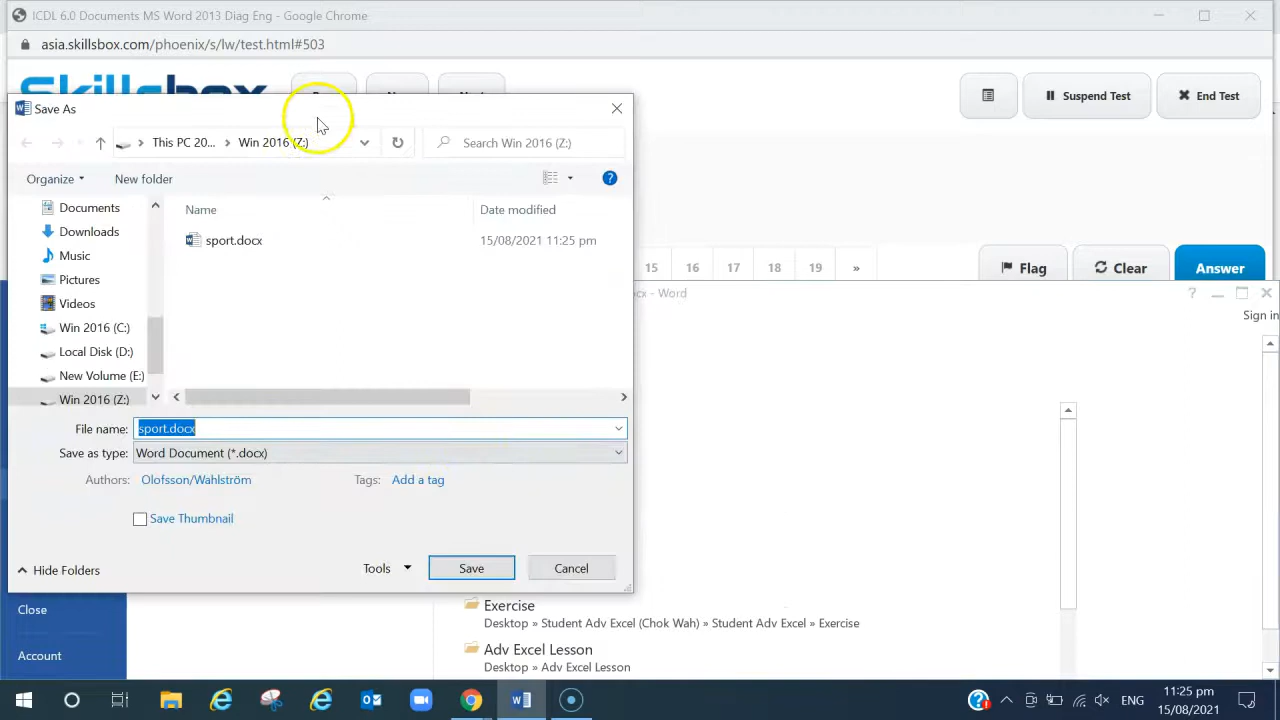 ICDL 6.0 Documents MS Word 2013 Diag Eng - Google Chrome
asia.skillsbox.com/phoenix/s/lw/test.html#503
Skillsbox
Suspend Test
End Test
Save As
This PC 20... Win 2016 (Z:)
Search Win 2016 (Z:)
Organize
New folder
Documents
Downloads
Music
Pictures
Videos
Win 2016 (C:)
Local Disk (D:)
New Volume (E:)
Win 2016 (Z:)
Name
Date modified
sport.docx
15/08/2021 11:25 pm
15 16 17 18 19 »
Flag
Clear
Answer
cx - Word
Sign in
File name: sport.docx
Save as type: Word Document (*.docx)
Authors: Olofsson/Wahlström
Tags: Add a tag
Save Thumbnail
Hide Folders
Tools
Save
Cancel
Close
Account
Exercise
Desktop » Student Adv Excel (Chok Wah) » Student Adv Excel » Exercise
Adv Excel Lesson
Desktop » Adv Excel Lesson
ENG
11:25 pm
15/08/2021